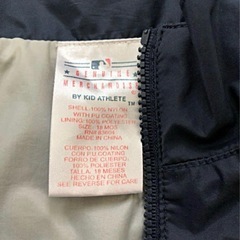 GENUINE
MERCHANDISE
BY KID ATHLETE
TM
SHELL:100% NYLON
WITH PU COATING
LINING:100% POLYESTER
SIZE: 18 MOS
MADE IN CHINA
CUERPO:100% NILON
CON PU COATING
FORRO:100%
POLIESTER
TALLA: 18 MESES
HECHO EN CHINA
SEE REVERSE FOR CARE